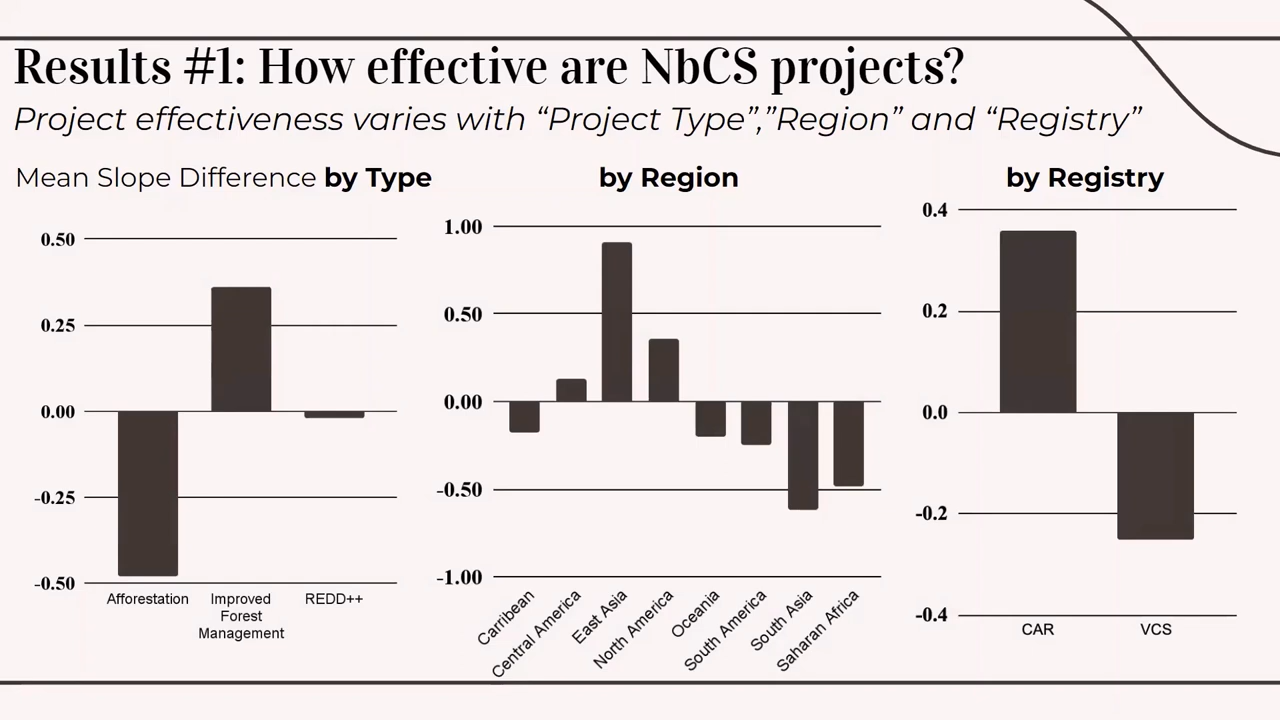 Results #1: How effective are NbCS projects?
Project effectiveness varies with “Project Type”,”Region” and “Registry”
Mean Slope Difference by Type
0.50
0.25
0.00
-0.25
-0.50
Afforestation
Improved
Forest
Management
REDD++
by Region
1.00
0.50
0.00
-0.50
-1.00
Carribean
Central America
East Asia
North America
Oceania
South America
South Asia
Saharan Africa
by Registry
0.4
0.2
0.0
-0.2
-0.4
CAR
VCS